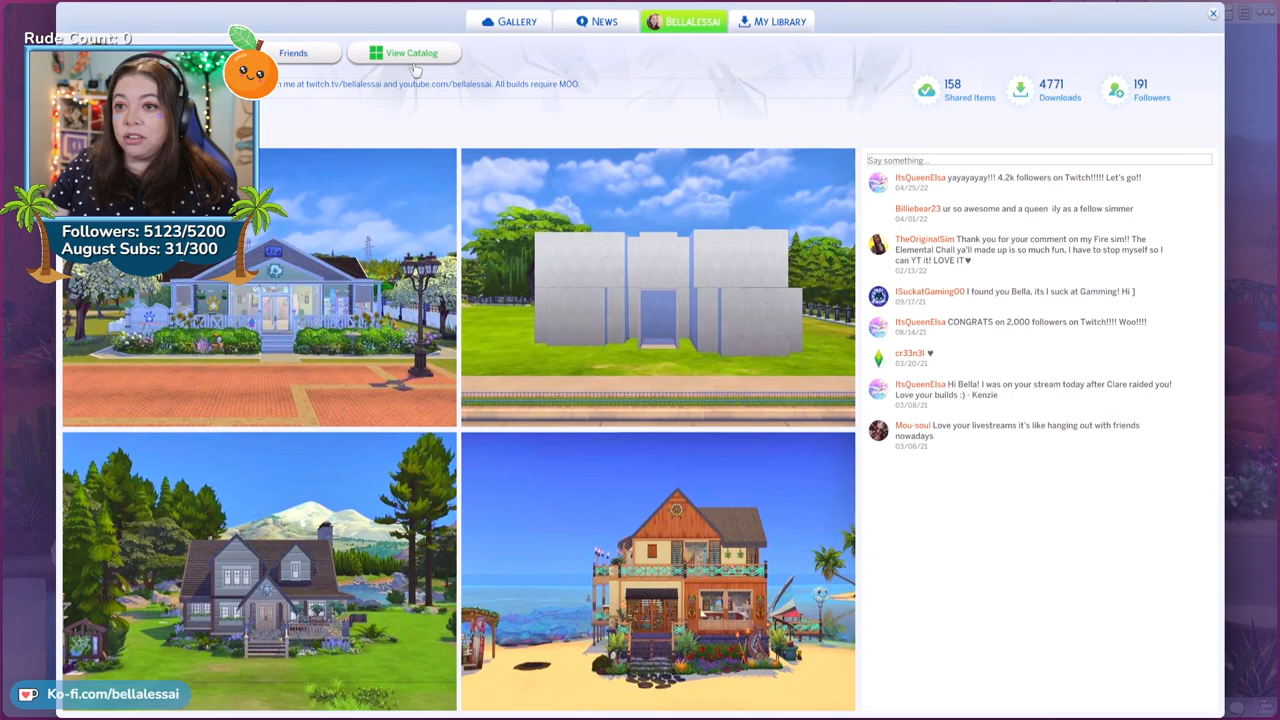 GALLERY
NEWS
BELLALESSAI
MY LIBRARY
Rude Count: 0
Friends
View Catalog
me at twitch.tv/bellalessai and youtube.com/bellalessai. All builds require MOO.
158
Shared Items
4771
Downloads
191
Followers
Followers: 5123/5200
August Subs: 31/300
Say something...
ItsQueenElsa yayayayay!!! 4.2k followers on Twitch!!!!! Let's go!!
04/25/22
Billiebear23 ur so awesome and a queen ily as a fellow simmer
04/01/22
TheOriginalSim Thank you for your comment on my Fire sim!! The
Elemental Chall ya'll made up is so much fun, I have to stop myself so I
can YT it! LOVE IT♥
02/13/22
ISuckatGaming00 I found you Bella, its I suck at Gamming! Hi ]
09/17/21
ItsQueenElsa CONGRATS on 2,000 followers on Twitch!!!! Woo!!!!
08/14/21
cr33n3l ♥
03/20/21
ItsQueenElsa Hi Bella! I was on your stream today after Clare raided you!
Love your builds :) - Kenzie
03/08/21
Mou-soul Love your livestreams it's like hanging out with friends
nowadays
03/06/21
Ko-fi.com/bellalessai